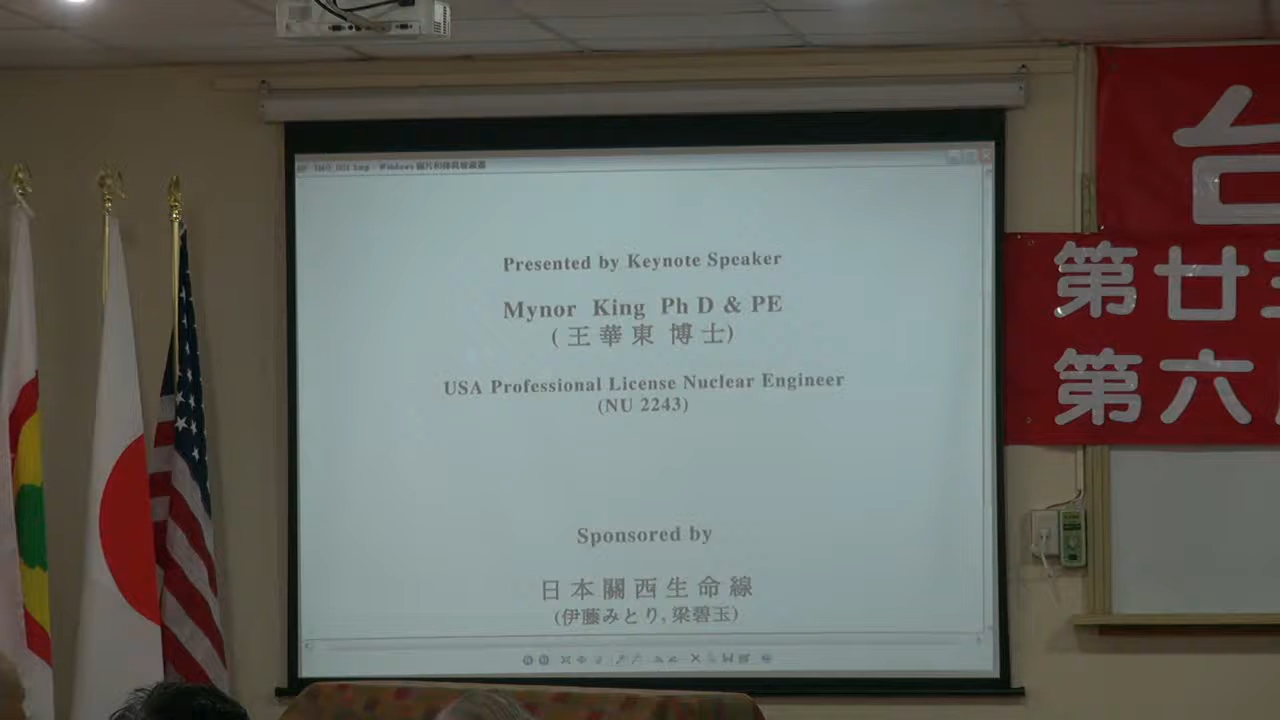 Presented by Keynote Speaker
Mynor King Ph D & PE
(王華東 博士)
USA Professional License Nuclear Engineer
(NU 2243)
Sponsored by
日本關西生命線
(伊藤みとり, 梁碧玉)
台
第廿五
第六